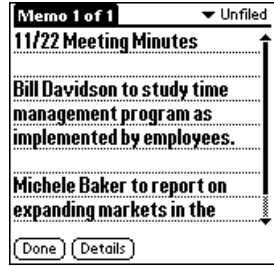 Memo 1 of 1
Unfiled
11/22 Meeting Minutes
Bill Davidson to study time
management program as
implemented by employees.
Michele Baker to report on
expanding markets in the
Done
Details